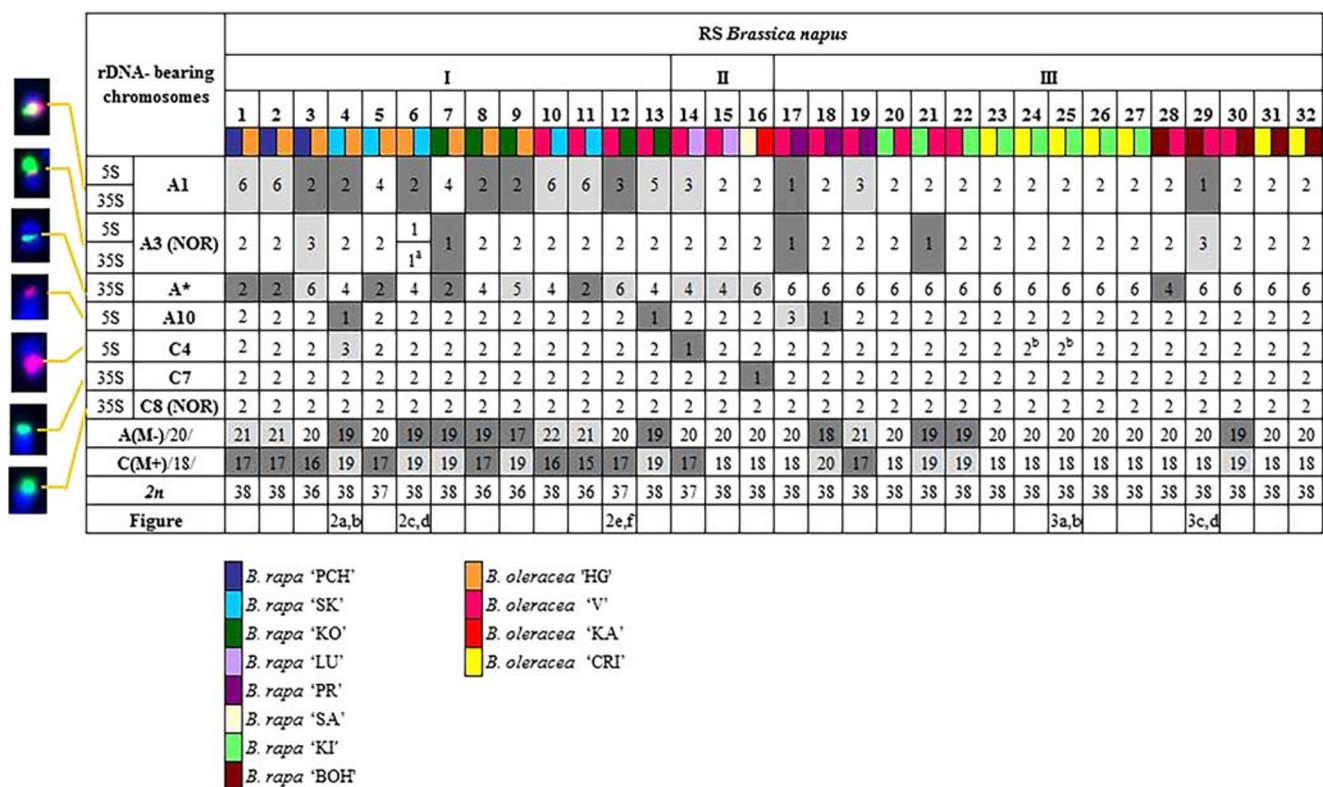 RS Brassica napus
rDNA- bearing chromosomes
I II III
1 2 3 4 5 6 7 8 9 10 11 12 13 14 15 16 17 18 19 20 21 22 23 24 25 26 27 28 29 30 31 32
5S 35S A1 6 6 2 2 4 2 4 2 2 6 6 3 5 3 2 2 1 2 3 2 2 2 2 2 2 2 2 2 1 2 2 2
5S 35S A3 (NOR) 2 2 3 2 2 1 1ª 1 2 2 2 2 2 2 2 2 2 1 2 2 2 1 2 2 2 2 2 2 2 3 2 2 2
35S A* 2 2 6 4 2 4 2 4 5 4 2 6 4 4 4 6 6 6 6 6 6 6 6 6 6 6 6 4 6 6 6 6
5S A10 2 2 2 1 2 2 2 2 2 2 2 2 1 2 2 2 3 1 2 2 2 2 2 2 2 2 2 2 2 2 2 2
5S C4 2 2 2 3 2 2 2 2 2 2 2 2 2 1 2 2 2 2 2 2 2 2 2 2ᵇ 2ᵇ 2 2 2 2 2 2 2
35S C7 2 2 2 2 2 2 2 2 2 2 2 2 2 2 2 1 2 2 2 2 2 2 2 2 2 2 2 2 2 2 2 2
35S C8 (NOR) 2 2 2 2 2 2 2 2 2 2 2 2 2 2 2 2 2 2 2 2 2 2 2 2 2 2 2 2 2 2 2 2
A(M-)/20/ 21 21 20 19 20 19 19 19 17 22 21 20 19 20 20 20 20 18 21 20 19 19 20 20 20 20 20 20 20 19 20 20
C(M+)/18/ 17 17 16 19 17 19 19 17 19 16 15 17 19 17 18 18 18 20 17 18 19 19 18 18 18 18 18 18 18 19 18 18
2n 38 38 36 38 37 38 38 36 36 38 36 37 38 37 38 38 38 38 38 38 38 38 38 38 38 38 38 38 38 38 38 38
Figure 2a,b 2c,d 2e,f 3a,b 3c,d
B. rapa ‘PCH’ B. oleracea 'HG'
B. rapa ‘SK’ B. oleracea ‘V’
B. rapa ‘KO’ B. oleracea ‘KA’
B. rapa ‘LU’ B. oleracea ‘CRI’
B. rapa ‘PR’
B. rapa ‘SA’
B. rapa ‘KI’
B. rapa ‘BOH’